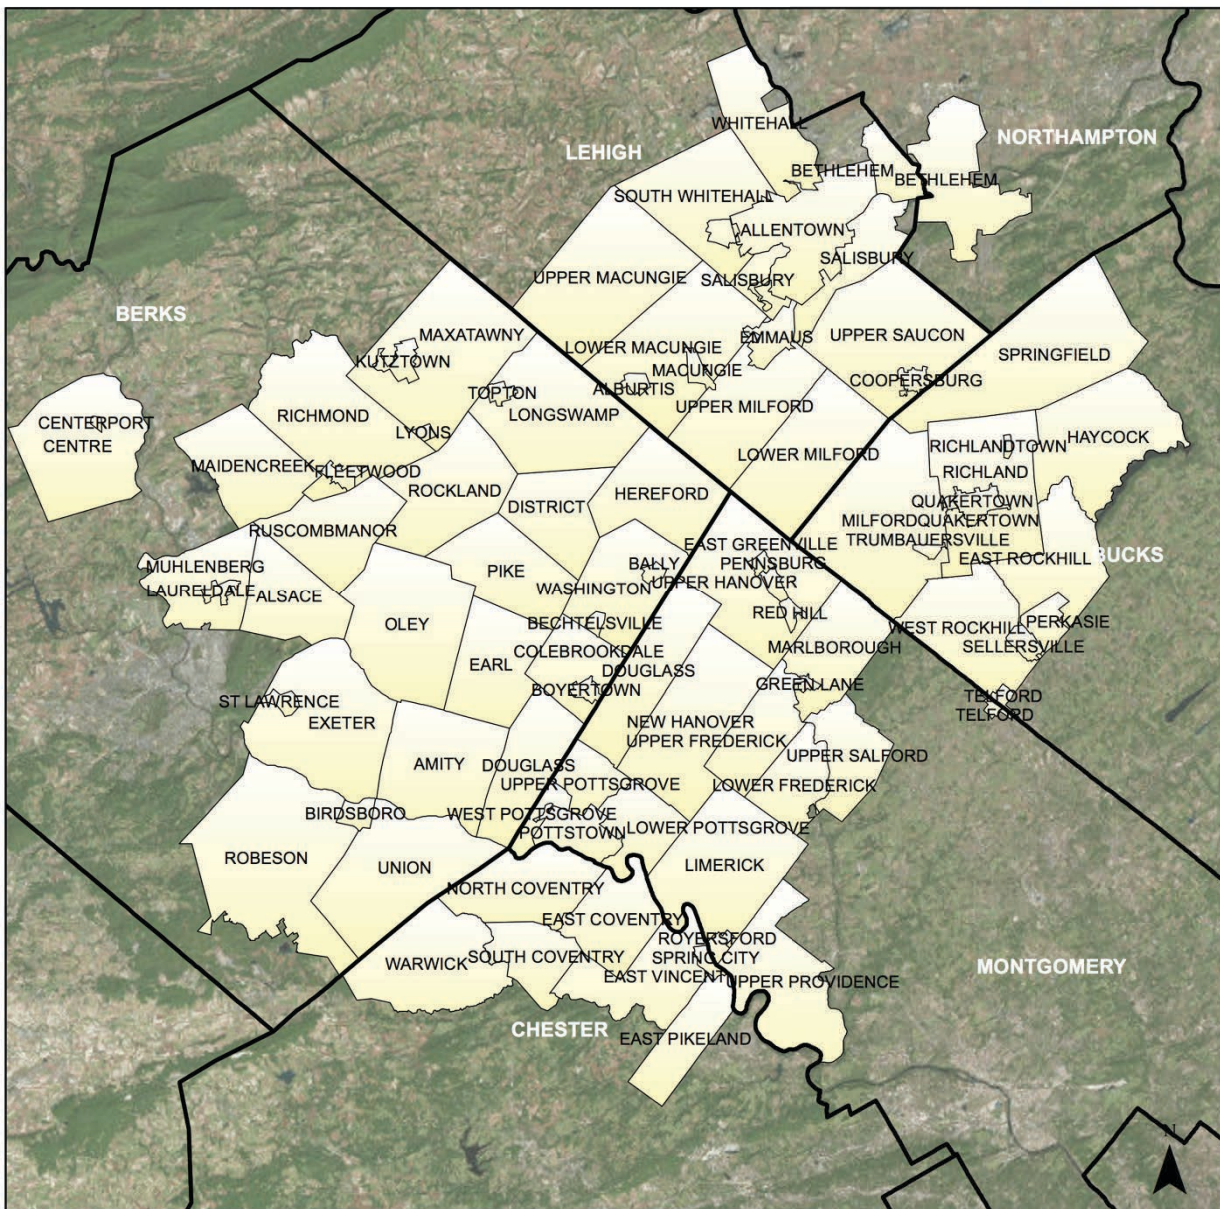 WHITEHALL
NORTHAMPTON
LEHIGH
BETHLEHEM
BETHLEHEM
SOUTH WHITEHALL
ALLENTOWN
SALISBURY
UPPER MACUNGIE
SALISBURY
BERKS
MAXATAWNY
UPPER SAUCON
EMMAUS
LOWER MACUNGIE
SPRINGFIELD
KUTZTOWN
MACUNGIE
COOPERSBURG
ALBURTIS
TOPTON
UPPER MILFORD
LONGSWAMP
RICHMOND
CENTERPORT
CENTRE
LYONS
HAYCOCK
RICHLANDTOWN
LOWER MILFORD
MAIDENCREEK
FLEETWOOD
RICHLAND
ROCKLAND
HEREFORD
DISTRICT
QUAKERTOWN
MILFORD
QUAKERTOWN
RUSCOMBMANOR
TRUMBAUERSVILLE
EAST GREENVILLE
BUCKS
EAST ROCKHILL
MUHLENBERG
BALLY
PENNSBURG
PIKE
UPPER HANOVER
WASHINGTON
LAURELDALE
ALSACE
RED HILL
OLEY
BECHTELSVILLE
PERKASIE
WEST ROCKHILL
MARLBOROUGH
SELLERSVILLE
COLEBROOKDALE
EARL
DOUGLASS
GREEN LANE
BOYERTOWN
TELFORD
ST LAWRENCE
TELFORD
EXETER
NEW HANOVER
UPPER FREDERICK
UPPER SALFORD
AMITY
DOUGLASS
UPPER POTTSGROVE
LOWER FREDERICK
BIRDSBORO
WEST POTTSGROVE
POTTSTOWN
LOWER POTTSGROVE
ROBESON
LIMERICK
UNION
NORTH COVENTRY
EAST COVENTRY
ROYERSFORD
SOUTH COVENTRY
SPRING CITY
WARWICK
MONTGOMERY
EAST VINCENT
UPPER PROVIDENCE
CHESTER
EAST PIKELAND
N